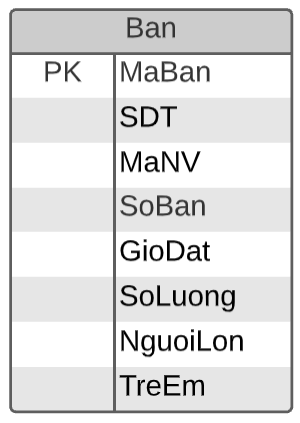 Ban
PK MaBan
SDT
MaNV
SoBan
GioDat
SoLuong
NguoiLon
TreEm